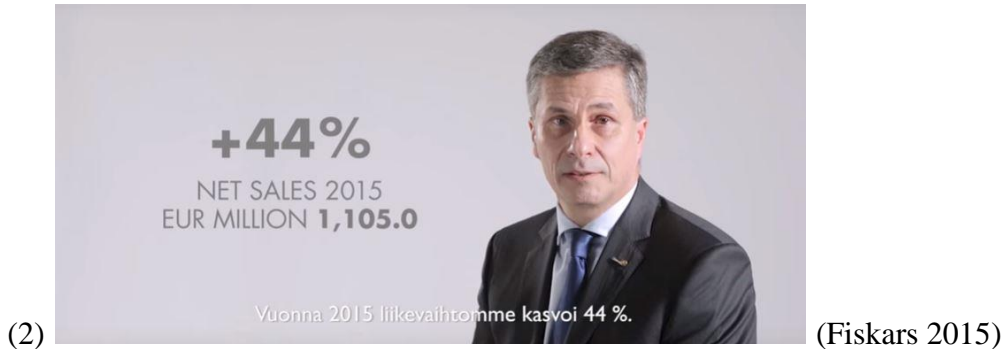 +44%
NET SALES 2015
EUR MILLION 1,105.0
Vuonna 2015 liikevaihtomme kasvoi 44 %.
(2) (Fiskars 2015)